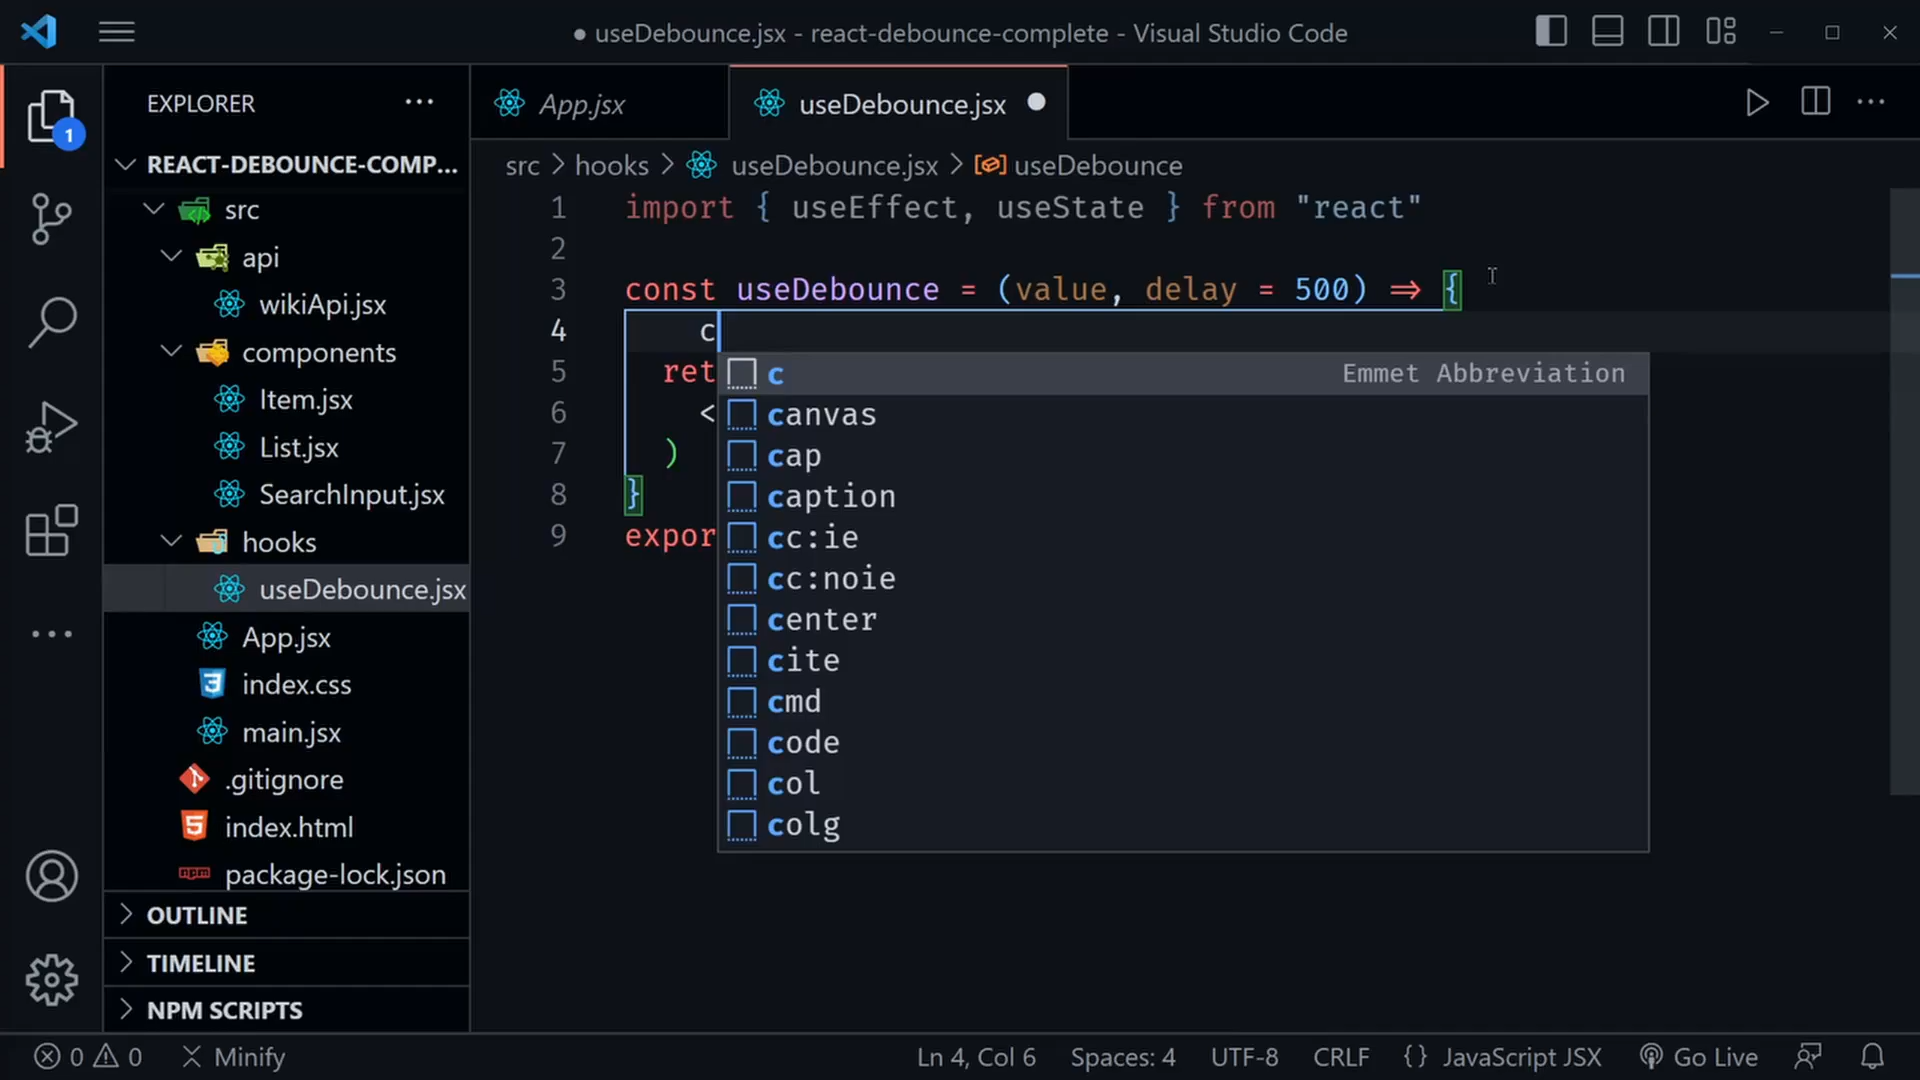 ● useDebounce.jsx - react-debounce-complete - Visual Studio Code
EXPLORER
1
REACT-DEBOUNCE-COMP...
src
api
wikiApi.jsx
components
Item.jsx
List.jsx
SearchInput.jsx
hooks
useDebounce.jsx
App.jsx
index.css
main.jsx
.gitignore
index.html
package-lock.json
OUTLINE
TIMELINE
NPM SCRIPTS
App.jsx
useDebounce.jsx
src > hooks > useDebounce.jsx > useDebounce
1 import { useEffect, useState } from "react"
2
3 const useDebounce = (value, delay = 500) => {
4 c
5 ret
6 <
7 )
8 }
9 expor
c Emmet Abbreviation
canvas
cap
caption
cc:ie
cc:noie
center
cite
cmd
code
col
colg
0 0 Minify
Ln 4, Col 6 Spaces: 4 UTF-8 CRLF {} JavaScript JSX Go Live